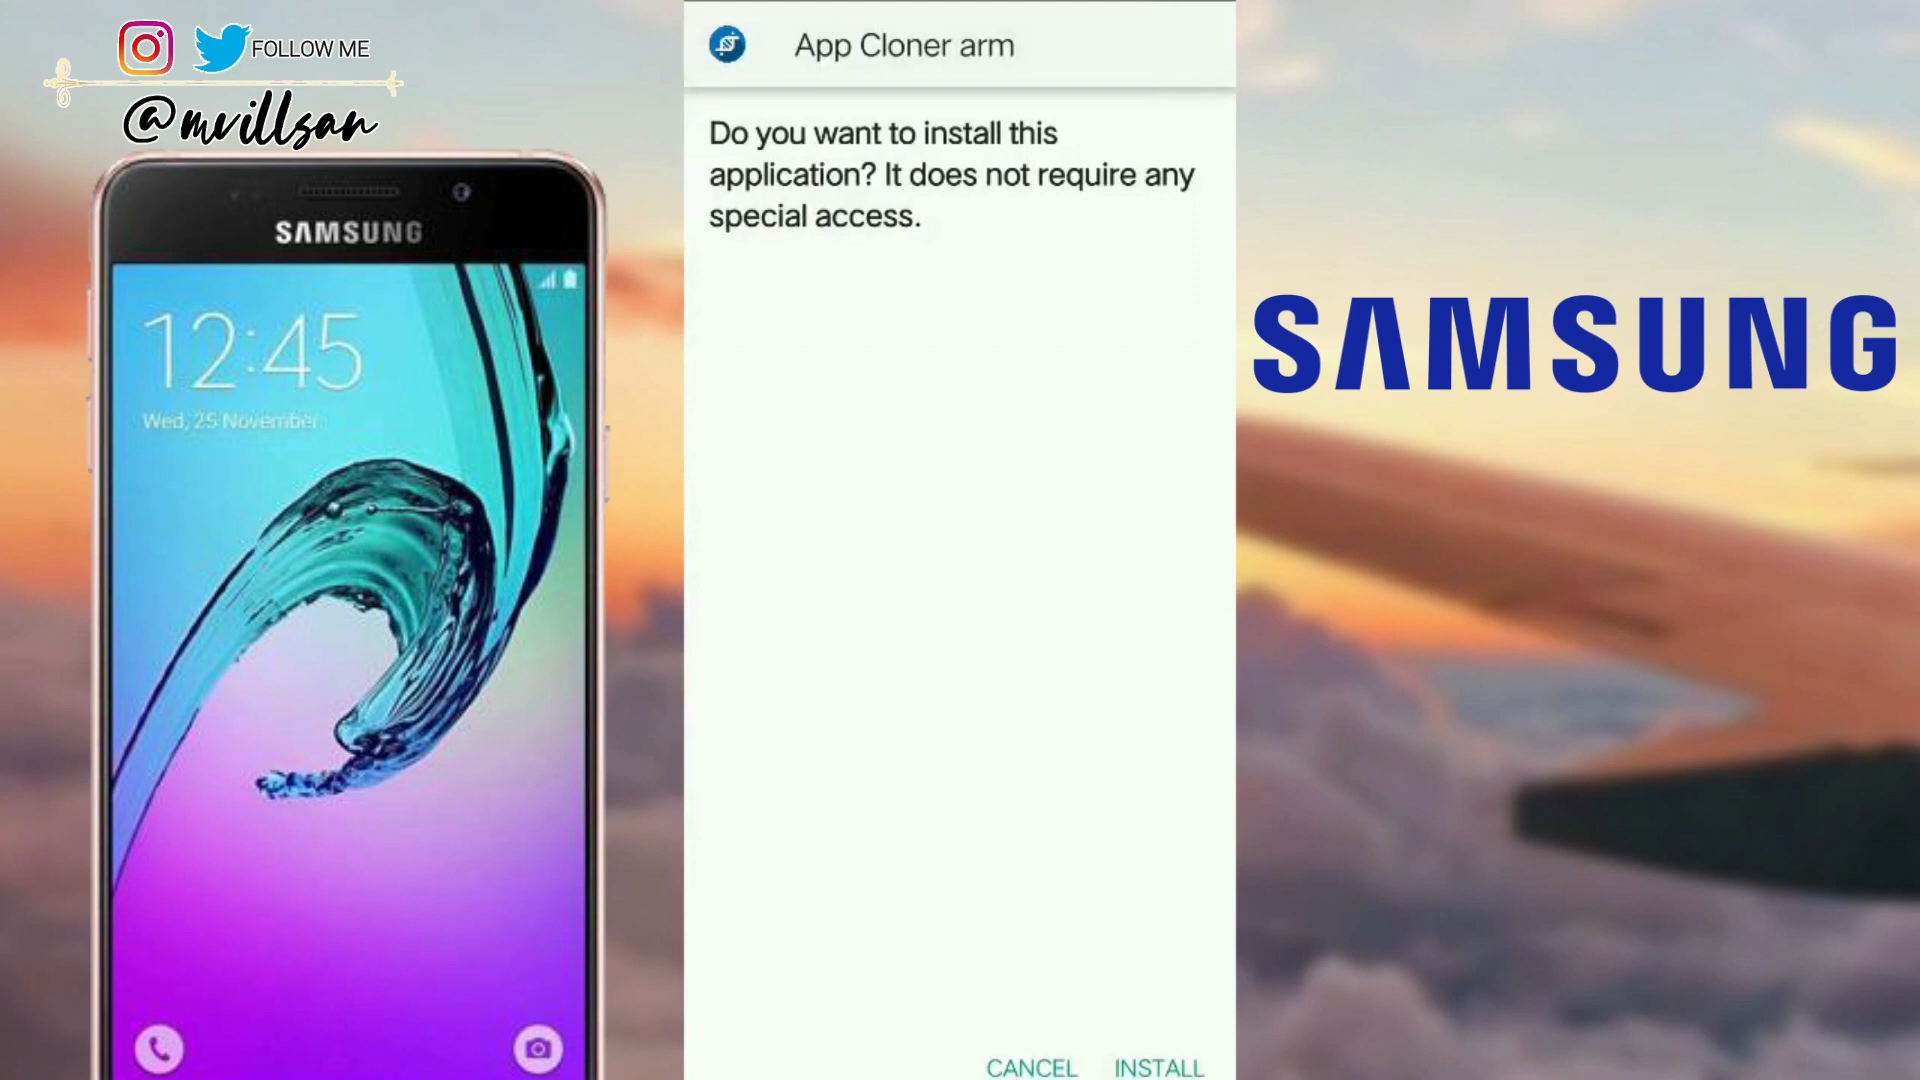 FOLLOW ME
@mvillsan
SAMSUNG
12:45
Wed, 25 November
App Cloner arm
Do you want to install this
application? It does not require any
special access.
CANCEL INSTALL
SAMSUNG